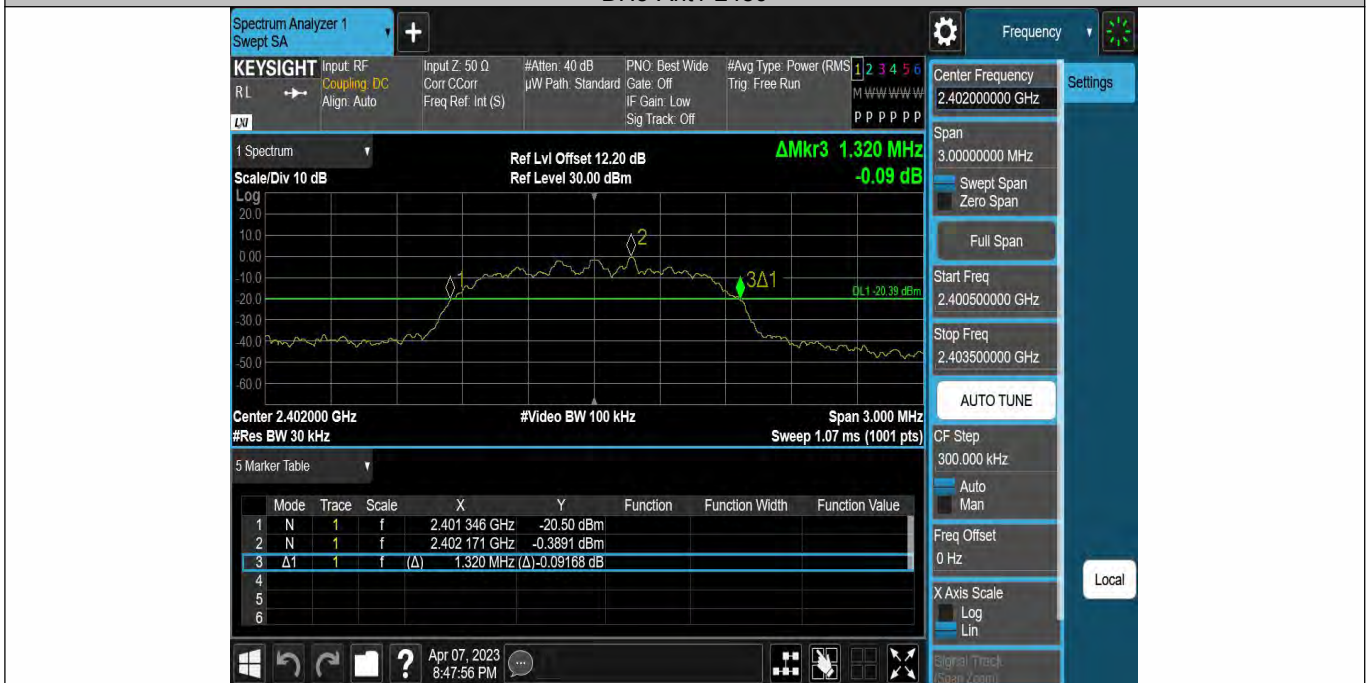 Spectrum Analyzer 1
Swept SA
+
Frequency
KEYSIGHT
RL
LXI
Input: RF
Coupling: DC
Align: Auto
Input Z: 50 Ω
Corr CCorr
Freq Ref: Int (S)
#Atten: 40 dB
µW Path: Standard
PNO: Best Wide
Gate: Off
IF Gain: Low
Sig Track: Off
#Avg Type: Power (RMS
Trig: Free Run
1 2 3 4 5 6
M W W W W W
P P P P P P
Center Frequency
2.402000000 GHz
Settings
Span
3.00000000 MHz
Swept Span
Zero Span
Full Span
Start Freq
2.400500000 GHz
Stop Freq
2.403500000 GHz
AUTO TUNE
CF Step
300.000 kHz
Auto
Man
Freq Offset
0 Hz
X Axis Scale
Log
Lin
Signal Track
(Span Zoom)
Local
1 Spectrum
Scale/Div 10 dB
Ref Lvl Offset 12.20 dB
Ref Level 30.00 dBm
ΔMkr3 1.320 MHz
-0.09 dB
Log
20.0
10.0
0.00
-10.0
-20.0
-30.0
-40.0
-50.0
-60.0
1
2
3Δ1
DL1 -20.39 dBm
Center 2.402000 GHz
#Video BW 100 kHz
Span 3.000 MHz
#Res BW 30 kHz
Sweep 1.07 ms (1001 pts)
5 Marker Table
Mode Trace Scale X Y Function Function Width Function Value
1 N 1 f 2.401 346 GHz -20.50 dBm
2 N 1 f 2.402 171 GHz -0.3891 dBm
3 Δ1 1 f (Δ) 1.320 MHz (Δ) -0.09168 dB
4
5
6
?
Apr 07, 2023
8:47:56 PM